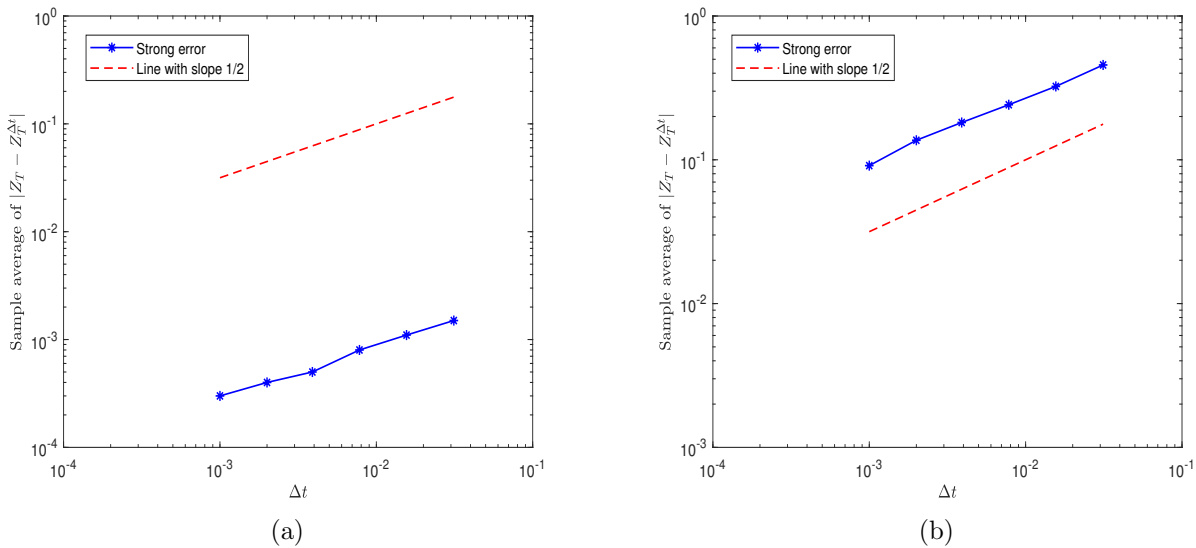 10^0
10^-1
10^-2
10^-3
10^-4
10^-4
10^-3
10^-2
10^-1
Δt
Sample average of |Z_T − Z_T^{Δt}|
Strong error
Line with slope 1/2
(a)
10^0
10^-1
10^-2
10^-3
10^-4
10^-3
10^-2
10^-1
Δt
Sample average of |Z_T − Z_T^{Δt}|
Strong error
Line with slope 1/2
(b)